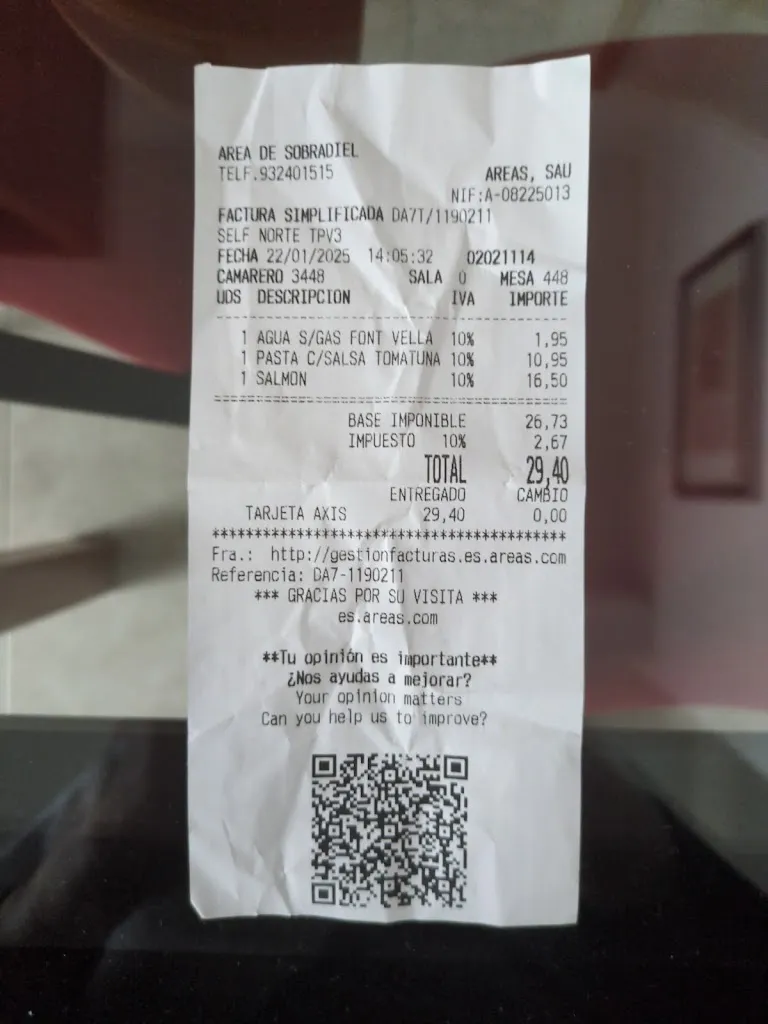 AREA DE SOBRADIEL
TELF.932401515 AREAS, SAU
NIF:A-08225013
FACTURA SIMPLIFICADA DA7T/1190211
SELF NORTE TPV3
FECHA 22/01/2025 14:05:32 02021114
CAMARERO 3448 SALA 0 MESA 448
UDS DESCRIPCION IVA IMPORTE
1 AGUA S/GAS FONT VELLA 10% 1,95
1 PASTA C/SALSA TOMATUNA 10% 10,95
1 SALMON 10% 16,50
BASE IMPONIBLE 26,73
IMPUESTO 10% 2,67
TOTAL 29,40
ENTREGADO CAMBIO
TARJETA AXIS 29,40 0,00
****************************************
Fra.: http://gestionfacturas.es.areas.com
Referencia: DA7-1190211
*** GRACIAS POR SU VISITA ***
es.areas.com
**Tu opinión es importante**
¿Nos ayudas a mejorar?
Your opinion matters
Can you help us to improve?